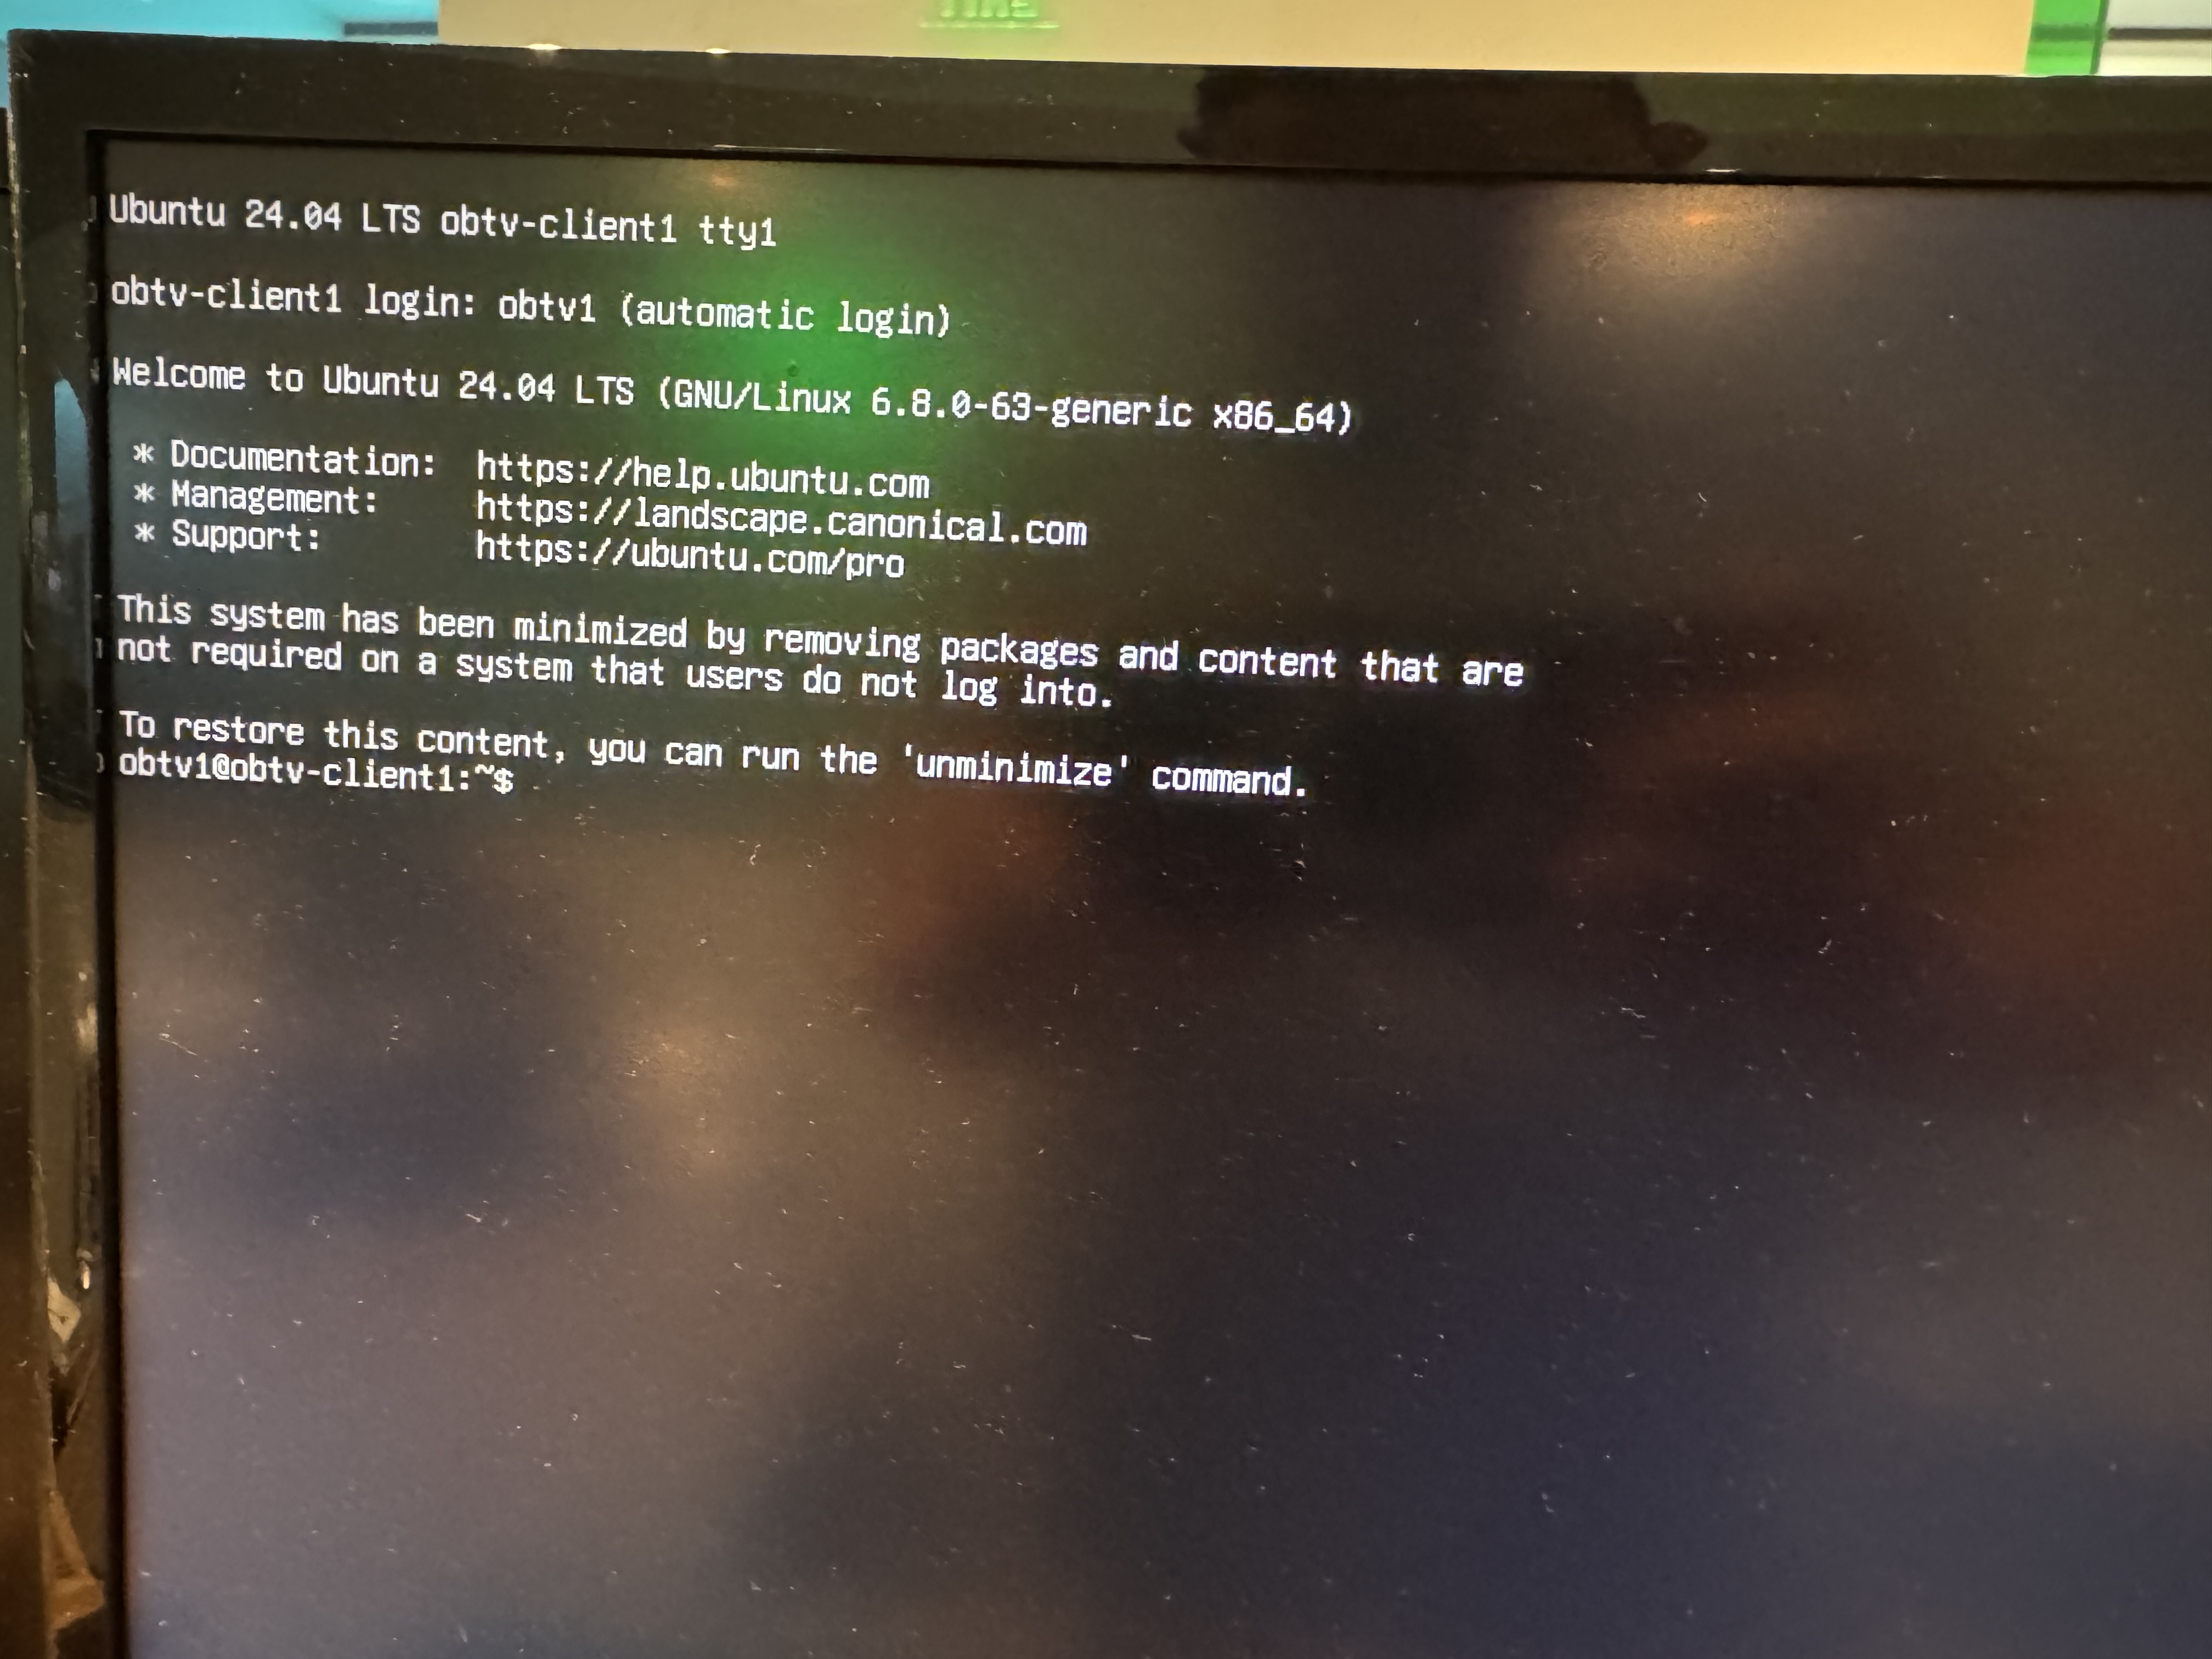 Ubuntu 24.04 LTS obtv-client1 tty1
obtv-client1 login: obtv1 (automatic login)
Welcome to Ubuntu 24.04 LTS (GNU/Linux 6.8.0-63-generic x86_64)
* Documentation: https://help.ubuntu.com
* Management: https://landscape.canonical.com
* Support: https://ubuntu.com/pro
This system has been minimized by removing packages and content that are
not required on a system that users do not log into.
To restore this content, you can run the 'unminimize' command.
obtv1@obtv-client1:~$